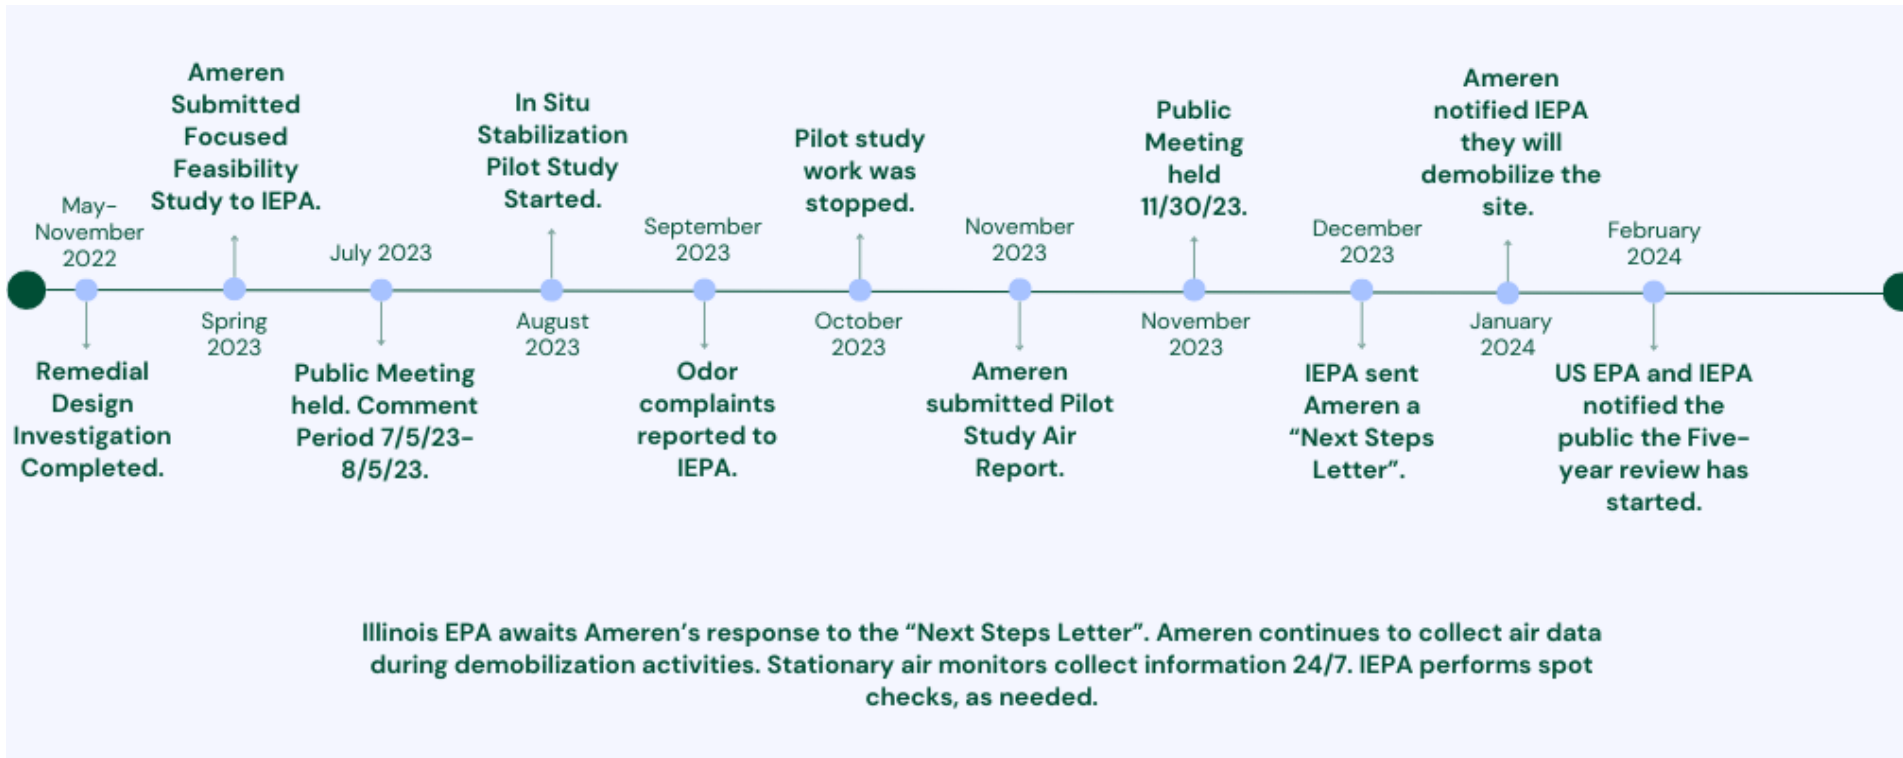 May-
November
2022
Remedial
Design
Investigation
Completed.
Ameren
Submitted
Focused
Feasibility
Study to IEPA.
Spring
2023
July 2023
Public Meeting
held. Comment
Period 7/5/23-
8/5/23.
In Situ
Stabilization
Pilot Study
Started.
August
2023
September
2023
Odor
complaints
reported to
IEPA.
Pilot study
work was
stopped.
October
2023
November
2023
Ameren
submitted Pilot
Study Air
Report.
Public
Meeting
held
11/30/23.
November
2023
December
2023
IEPA sent
Ameren a
“Next Steps
Letter”.
Ameren
notified IEPA
they will
demobilize the
site.
January
2024
February
2024
US EPA and IEPA
notified the
public the Five-
year review has
started.
Illinois EPA awaits Ameren’s response to the “Next Steps Letter”. Ameren continues to collect air data
during demobilization activities. Stationary air monitors collect information 24/7. IEPA performs spot
checks, as needed.